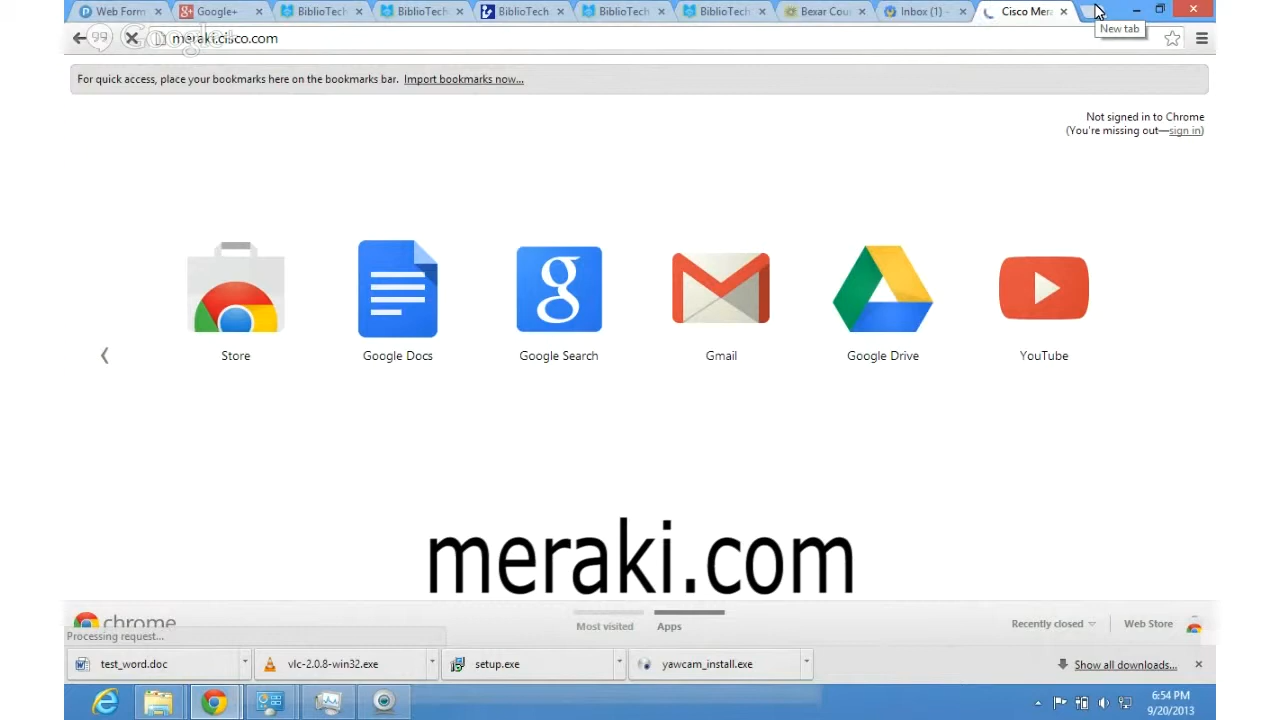 Web Form
Google+
BiblioTech
BiblioTech
BiblioTech
BiblioTech
BiblioTech
Bexar Cou
Inbox (1) -
Cisco Mera
New tab
99
Google+
meraki.cisco.com
For quick access, place your bookmarks here on the bookmarks bar. Import bookmarks now...
Not signed in to Chrome
(You're missing out—sign in)
Store
Google Docs
Google Search
Gmail
Google Drive
YouTube
meraki.com
chrome
Most visited
Apps
Recently closed
Web Store
Processing request...
test_word.doc
vlc-2.0.8-win32.exe
setup.exe
yawcam_install.exe
Show all downloads...
6:54 PM
9/20/2013